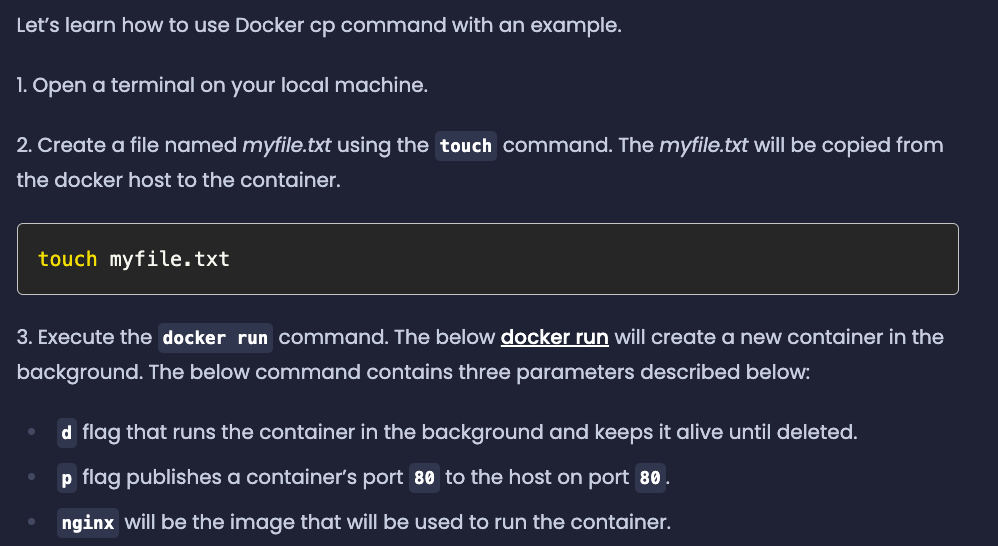 Let’s learn how to use Docker cp command with an example.
1. Open a terminal on your local machine.
2. Create a file named myfile.txt using the touch command. The myfile.txt will be copied from
the docker host to the container.
touch myfile.txt
3. Execute the docker run command. The below docker run will create a new container in the
background. The below command contains three parameters described below:
d flag that runs the container in the background and keeps it alive until deleted.
p flag publishes a container’s port 80 to the host on port 80.
nginx will be the image that will be used to run the container.